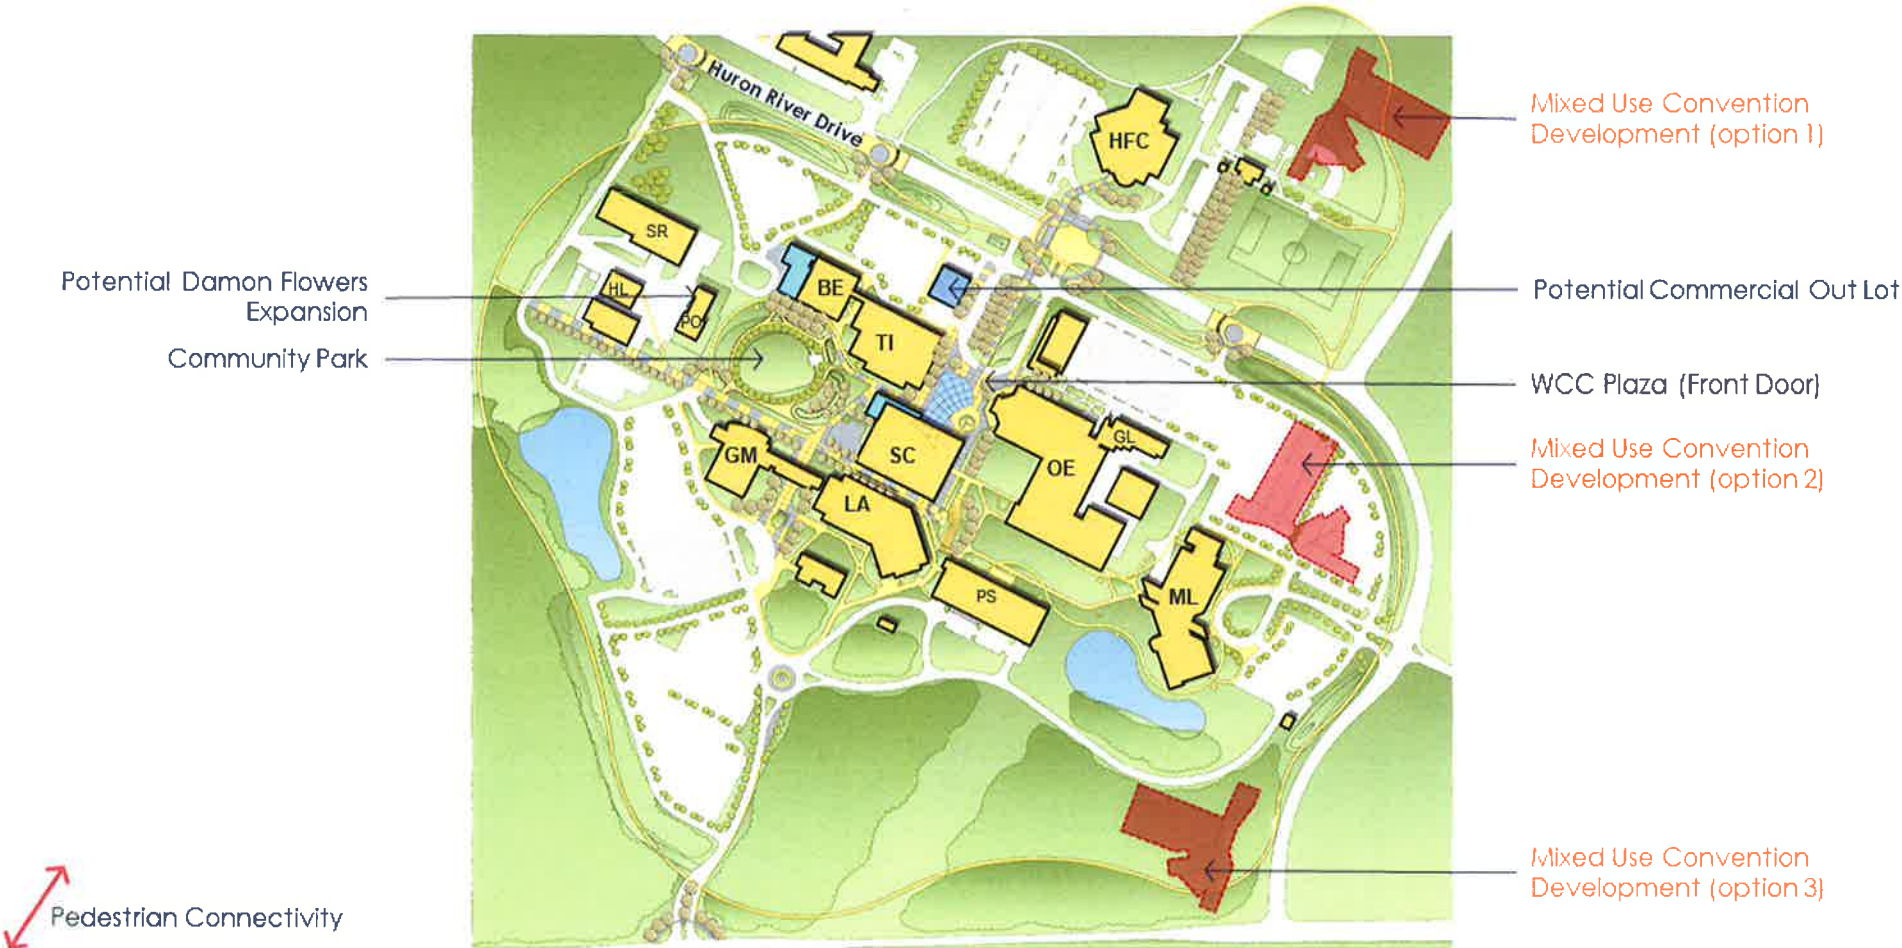 Huron River Drive
HFC
Mixed Use Convention
Development (option 1)
SR
Potential Damon Flowers
Expansion
HL
PO
BE
Potential Commercial Out Lot
TI
Community Park
WCC Plaza (Front Door)
GM
SC
OE
GL
Mixed Use Convention
Development (option 2)
LA
PS
ML
Mixed Use Convention
Development (option 3)
Pedestrian Connectivity